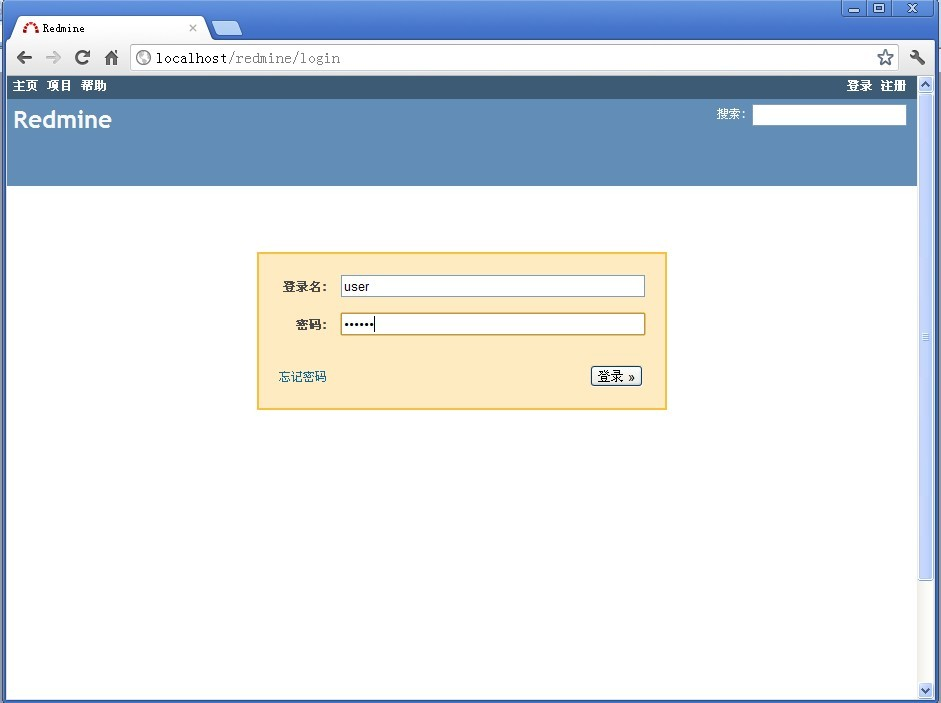 Redmine
localhost/redmine/login
主页 项目 帮助 登录 注册
Redmine 搜索:
登录名: user
密码: ••••••
忘记密码 登录 »